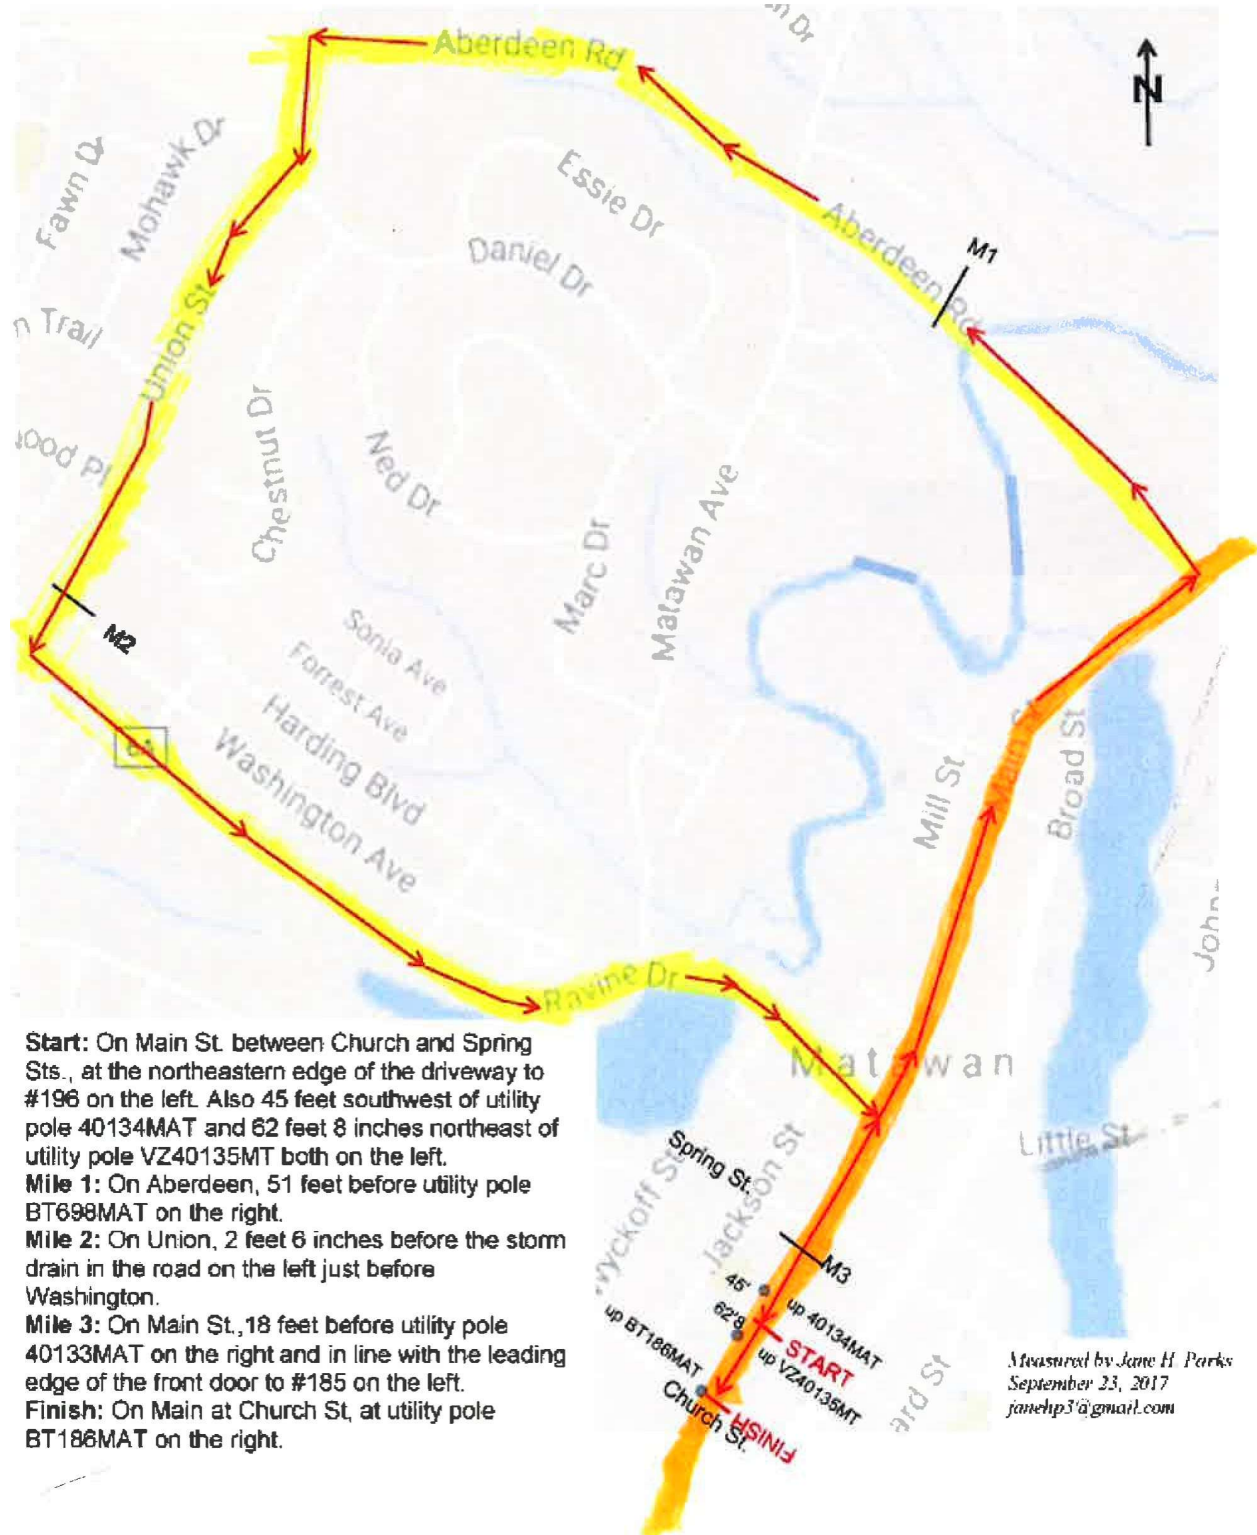 Aberdeen Rd
N
Fawn Dr
Mohawk Dr
Essie Dr
Daniel Dr
Aberdeen Rd
M1
Trail
Union St
Chestnut Dr
Ned Dr
Marc Dr
Matawan Ave
ood Pl
M2
Sonia Ave
Forrest Ave
Harding Blvd
Washington Ave
Main St
Broad St
Mill St
Ravine Dr
Matawan
Little St
Spring St.
Jackson St
yckoff St
M3
45'
62'8
up 40134MAT
START
up VZ40135MT
up BT186MAT
Church St.
FINISH
ard St
Start: On Main St. between Church and Spring
Sts., at the northeastern edge of the driveway to
#196 on the left. Also 45 feet southwest of utility
pole 40134MAT and 62 feet 8 inches northeast of
utility pole VZ40135MT both on the left.
Mile 1: On Aberdeen, 51 feet before utility pole
BT698MAT on the right.
Mile 2: On Union, 2 feet 6 inches before the storm
drain in the road on the left just before
Washington.
Mile 3: On Main St.,18 feet before utility pole
40133MAT on the right and in line with the leading
edge of the front door to #185 on the left.
Finish: On Main at Church St, at utility pole
BT186MAT on the right.
Measured by Jane H. Parks
September 23, 2017
janehp3@gmail.com